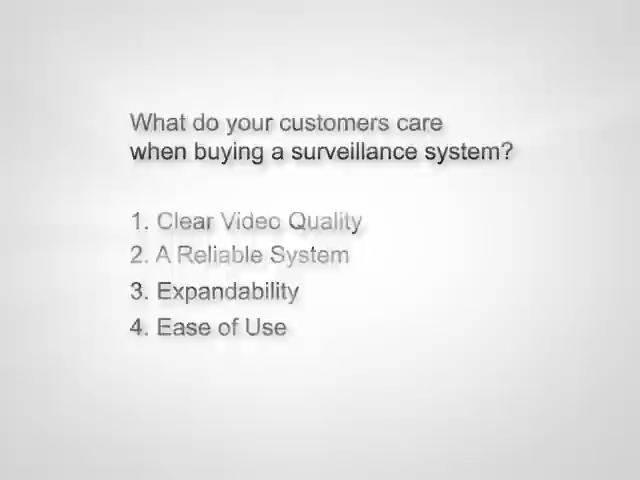 What do your customers care
when buying a surveillance system?
1. Clear Video Quality
2. A Reliable System
3. Expandability
4. Ease of Use